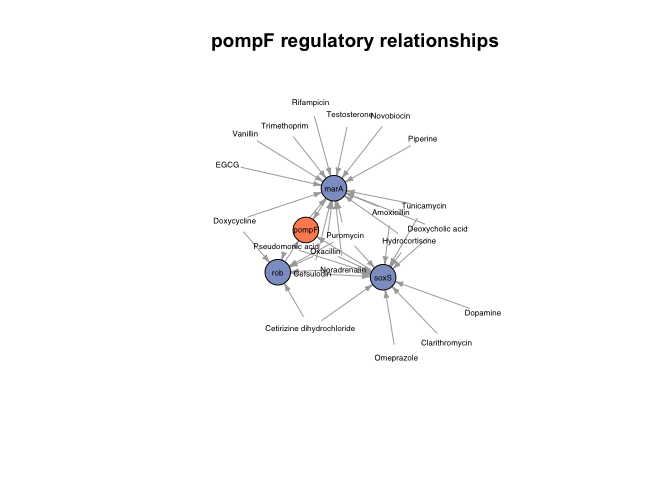 pompF regulatory relationships
Rifampicin
Testosterone
Novobiocin
Trimethoprim
Vanillin
Piperine
EGCG
marA
Tunicamycin
Amoxicillin
Doxycycline
pompF
Deoxycholic acid
Puromycin
Hydrocortisone
Pseudomonic acid
Oxacillin
Noradrenalin
rob
Cefsulodin
soxS
Dopamine
Cetirizine dihydrochloride
Clarithromycin
Omeprazole